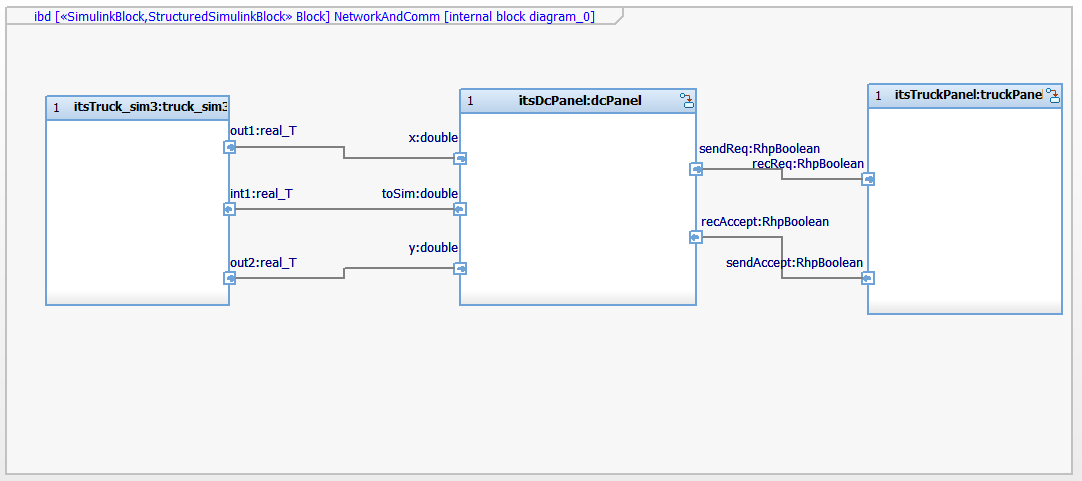 ibd [«SimulinkBlock,StructuredSimulinkBlock» Block] NetworkAndComm [internal block diagram_0]
1 itsTruck_sim3:truck_sim3
out1:real_T
int1:real_T
out2:real_T
1 itsDcPanel:dcPanel
x:double
toSim:double
y:double
sendReq:RhpBoolean
recAccept:RhpBoolean
1 itsTruckPanel:truckPanel
recReq:RhpBoolean
sendAccept:RhpBoolean